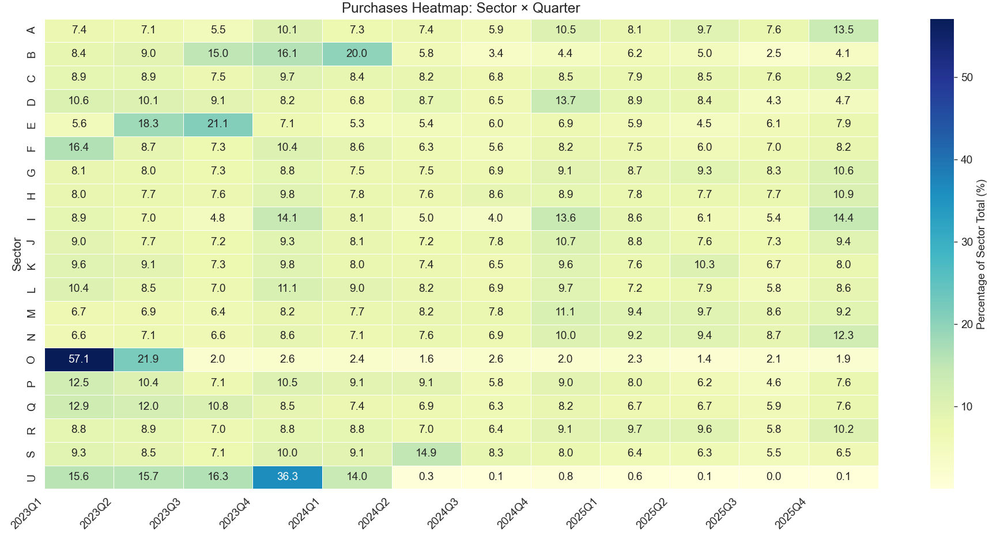 Purchases Heatmap: Sector × Quarter
A 7.4 7.1 5.5 10.1 7.3 7.4 5.9 10.5 8.1 9.7 7.6 13.5
B 8.4 9.0 15.0 16.1 20.0 5.8 3.4 4.4 6.2 5.0 2.5 4.1
C 8.9 8.9 7.5 9.7 8.4 8.2 6.8 8.5 7.9 8.5 7.6 9.2
D 10.6 10.1 9.1 8.2 6.8 8.7 6.5 13.7 8.9 8.4 4.3 4.7
E 5.6 18.3 21.1 7.1 5.3 5.4 6.0 6.9 5.9 4.5 6.1 7.9
F 16.4 8.7 7.3 10.4 8.6 6.3 5.6 8.2 7.5 6.0 7.0 8.2
G 8.1 8.0 7.3 8.8 7.5 7.5 6.9 9.1 8.7 9.3 8.3 10.6
H 8.0 7.7 7.6 9.8 7.8 7.6 8.6 8.9 7.8 7.7 7.7 10.9
I 8.9 7.0 4.8 14.1 8.1 5.0 4.0 13.6 8.6 6.1 5.4 14.4
J 9.0 7.7 7.2 9.3 8.1 7.2 7.8 10.7 8.8 7.6 7.3 9.4
K 9.6 9.1 7.3 9.8 8.0 7.4 6.5 9.6 7.6 10.3 6.7 8.0
L 10.4 8.5 7.0 11.1 9.0 8.2 6.9 9.7 7.2 7.9 5.8 8.6
M 6.7 6.9 6.4 8.2 7.7 8.2 7.8 11.1 9.4 9.7 8.6 9.2
N 6.6 7.1 6.6 8.6 7.1 7.6 6.9 10.0 9.2 9.4 8.7 12.3
O 57.1 21.9 2.0 2.6 2.4 1.6 2.6 2.0 2.3 1.4 2.1 1.9
P 12.5 10.4 7.1 10.5 9.1 9.1 5.8 9.0 8.0 6.2 4.6 7.6
Q 12.9 12.0 10.8 8.5 7.4 6.9 6.3 8.2 6.7 6.7 5.9 7.6
R 8.8 8.9 7.0 8.8 8.8 7.0 6.4 9.1 9.7 9.6 5.8 10.2
S 9.3 8.5 7.1 10.0 9.1 14.9 8.3 8.0 6.4 6.3 5.5 6.5
U 15.6 15.7 16.3 36.3 14.0 0.3 0.1 0.8 0.6 0.1 0.0 0.1
2023Q1 2023Q2 2023Q3 2023Q4 2024Q1 2024Q2 2024Q3 2024Q4 2025Q1 2025Q2 2025Q3 2025Q4
Sector
50
40
30
20
10
Percentage of Sector Total (%)